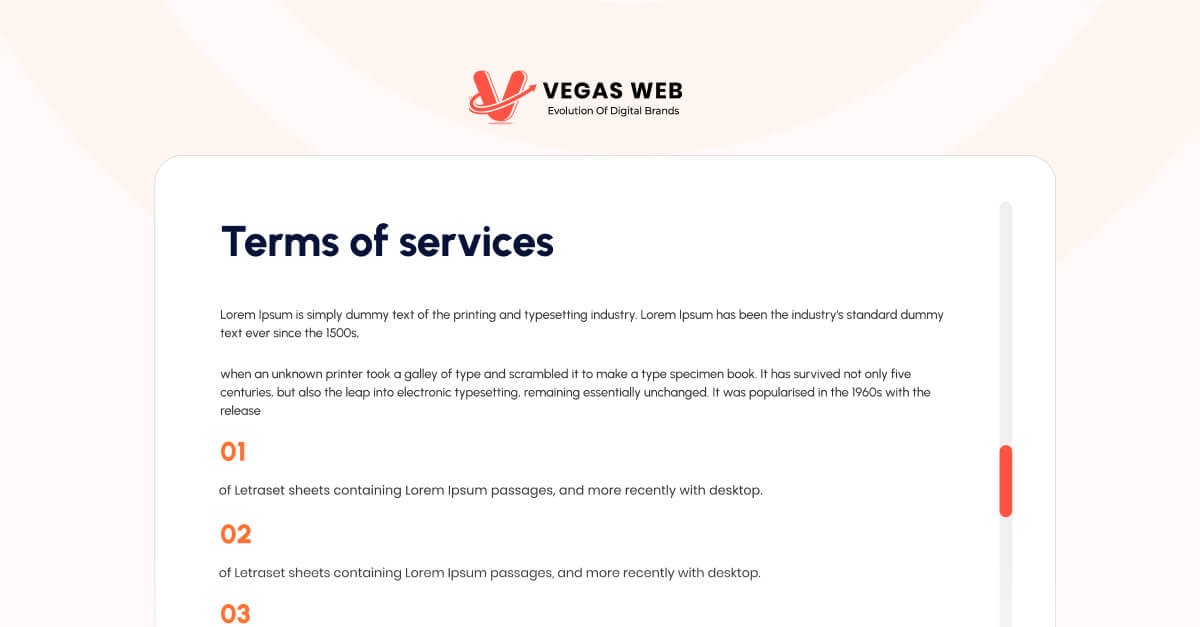 VEGAS WEB
Evolution Of Digital Brands
Terms of services
Lorem Ipsum is simply dummy text of the printing and typesetting industry. Lorem Ipsum has been the industry's standard dummy
text ever since the 1500s,
when an unknown printer took a galley of type and scrambled it to make a type specimen book. It has survived not only five
centuries, but also the leap into electronic typesetting, remaining essentially unchanged. It was popularised in the 1960s with the
release
01
of Letraset sheets containing Lorem Ipsum passages, and more recently with desktop.
02
of Letraset sheets containing Lorem Ipsum passages, and more recently with desktop.
03